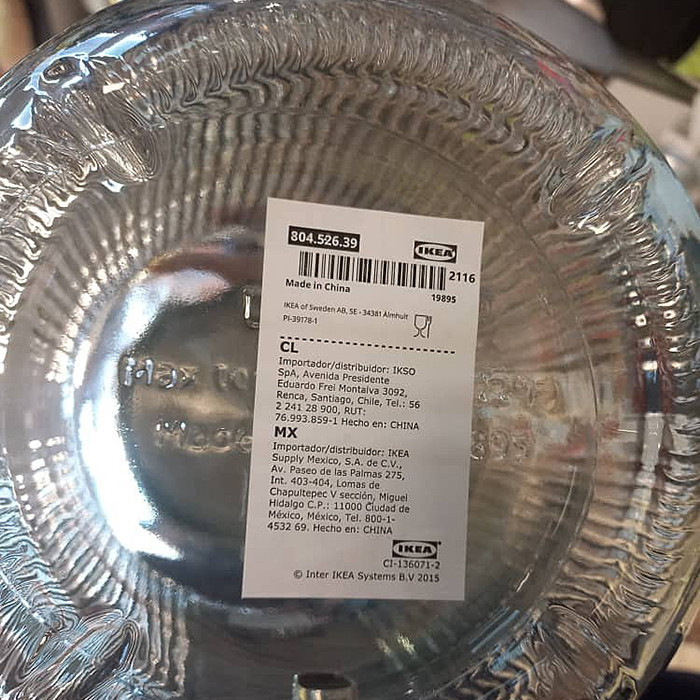 804.526.39
IKEA
2116
Made in China
19895
IKEA of Sweden AB, SE - 34381 Älmhult
PI-39178-1
CL
Importador/distribuidor: IKSO
SpA, Avenida Presidente
Eduardo Frei Montalva 3092,
Renca, Santiago, Chile, Tel.: 56
2 241 28 900, RUT:
76.993.859-1 Hecho en: CHINA
MX
Importador/distribuidor: IKEA
Supply Mexico, S.A. de C.V.,
Av. Paseo de las Palmas 275,
Int. 403-404, Lomas de
Chapultepec V sección, Miguel
Hidalgo C.P.: 11000 Ciudad de
México, México, Tel. 800-1-
4532 69. Hecho en: CHINA
IKEA
CI-136071-2
© Inter IKEA Systems B.V 2015
Max